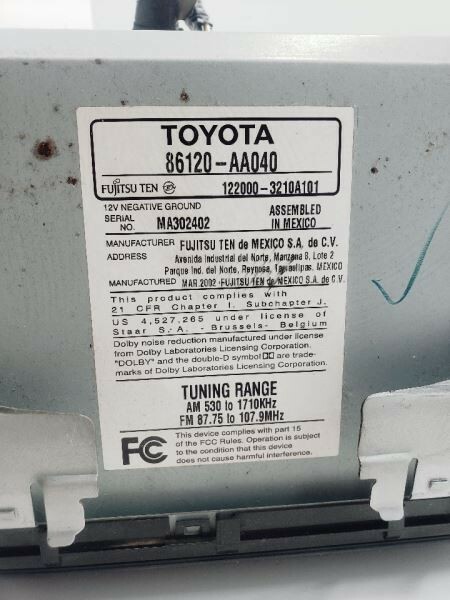 TOYOTA
86120-AA040
FUJITSU TEN 122000-3210A101
12V NEGATIVE GROUND
SERIAL NO. MA302402
ASSEMBLED IN MEXICO
MANUFACTURER FUJITSU TEN de MEXICO S.A. de C.V.
ADDRESS Avenida Industrial del Norte, Manzana 8, Lote 2
Parque Ind. del Norte, Reynosa, Tamaulipas. MEXICO
MANUFACTURED MAR 2002 FUJITSU TEN de MEXICO S.A. de C.V.
This product complies with
21 CFR Chapter I, Subchapter J.
US 4,527,265 under license of
Staar S.A. - Brussels- Belgium
Dolby noise reduction manufactured under license
from Dolby Laboratories Licensing Corporation.
"DOLBY" and the double-D symbol are trade-
marks of Dolby Laboratories Licensing Corporation.
TUNING RANGE
AM 530 to 1710KHz
FM 87.75 to 107.9MHz
FCC
This device complies with part 15
of the FCC Rules. Operation is subject
to the condition that this device
does not cause harmful interference.